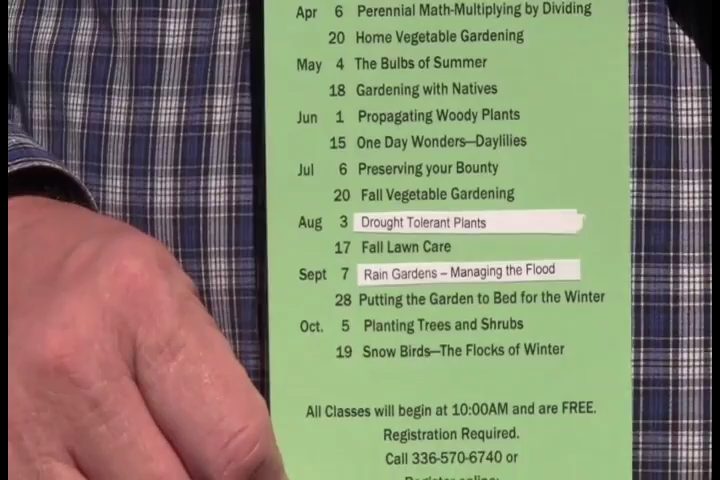 Apr 6 Perennial Math-Multiplying by Dividing
20 Home Vegetable Gardening
May 4 The Bulbs of Summer
18 Gardening with Natives
Jun 1 Propagating Woody Plants
15 One Day Wonders—Daylilies
Jul 6 Preserving your Bounty
20 Fall Vegetable Gardening
Aug 3 Drought Tolerant Plants
17 Fall Lawn Care
Sept 7 Rain Gardens – Managing the Flood
28 Putting the Garden to Bed for the Winter
Oct. 5 Planting Trees and Shrubs
19 Snow Birds—The Flocks of Winter
All Classes will begin at 10:00AM and are FREE.
Registration Required.
Call 336-570-6740 or
Register online: